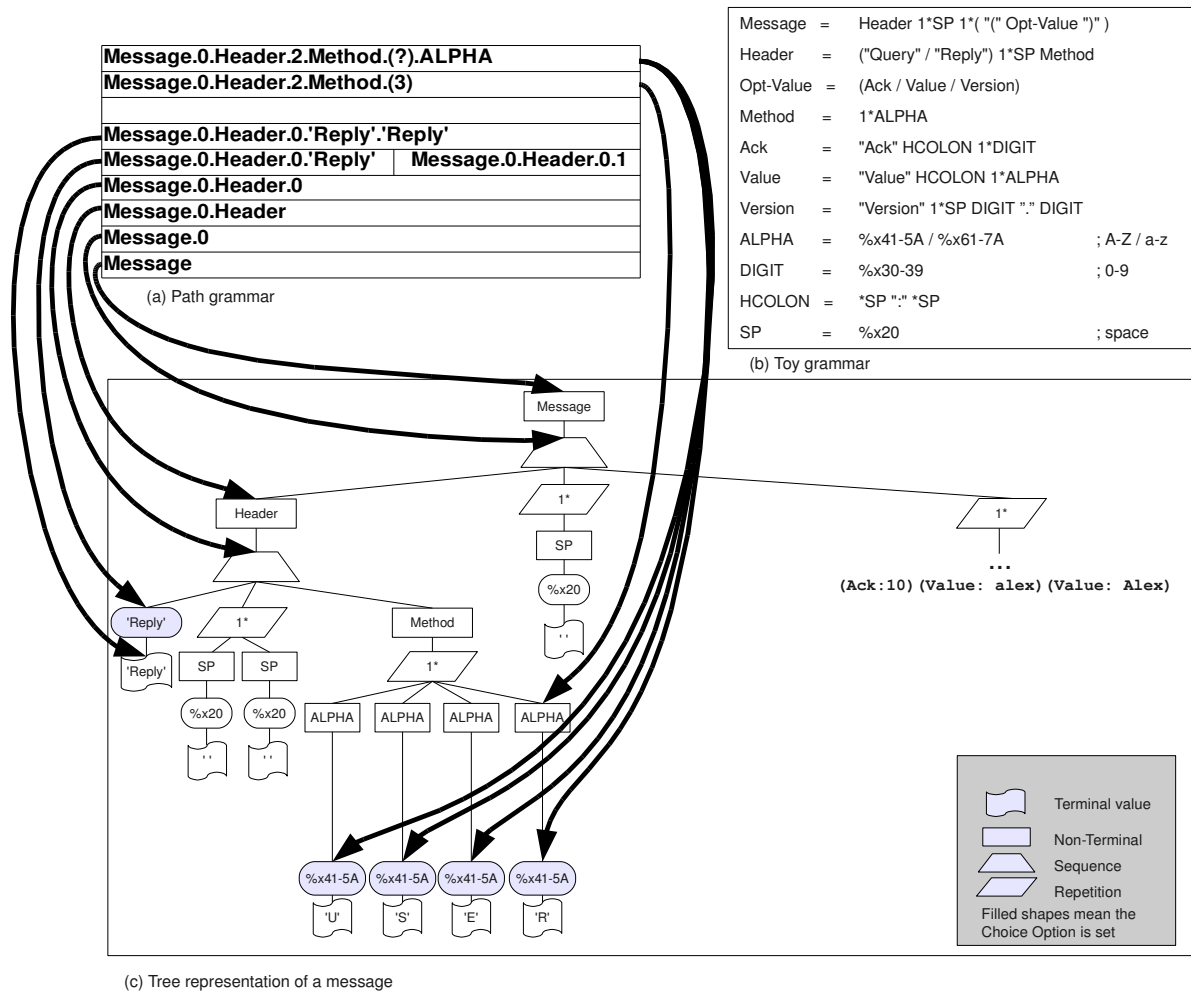 Message.0.Header.2.Method.(?).ALPHA
Message.0.Header.2.Method.(3)
Message.0.Header.0.'Reply'.'Reply'
Message.0.Header.0.'Reply' Message.0.Header.0.1
Message.0.Header.0
Message.0.Header
Message.0
Message
(a) Path grammar
Message = Header 1*SP 1*( "(" Opt-Value ")" )
Header = ("Query" / "Reply") 1*SP Method
Opt-Value = (Ack / Value / Version)
Method = 1*ALPHA
Ack = "Ack" HCOLON 1*DIGIT
Value = "Value" HCOLON 1*ALPHA
Version = "Version" 1*SP DIGIT "." DIGIT
ALPHA = %x41-5A / %x61-7A ; A-Z / a-z
DIGIT = %x30-39 ; 0-9
HCOLON = *SP ":" *SP
SP = %x20 ; space
(b) Toy grammar
Message
Header 1* 1*
SP
...
%x20 (Ack:10)(Value: alex)(Value: Alex)
'Reply' 1* Method ' '
'Reply' SP SP 1*
%x20 %x20 ALPHA ALPHA ALPHA ALPHA
' ' ' '
%x41-5A %x41-5A %x41-5A %x41-5A
'U' 'S' 'E' 'R'
Terminal value
Non-Terminal
Sequence
Repetition
Filled shapes mean the
Choice Option is set
(c) Tree representation of a message